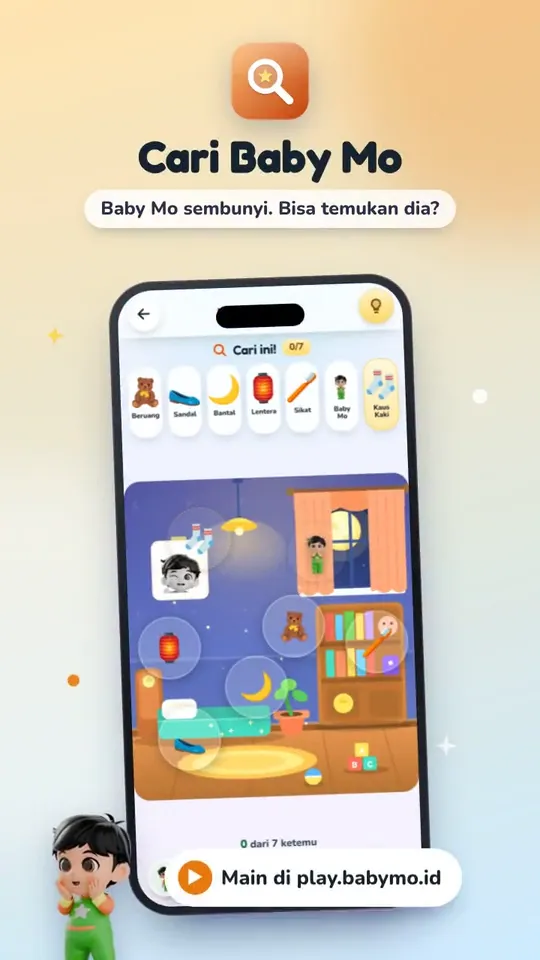 Cari Baby Mo
Baby Mo sembunyi. Bisa temukan dia?
Cari ini! 0/7
Beruang
Sandal
Bantal
Lentera
Sikat
Baby
Mo
Kaus
Kaki
A
B C
0 dari 7 ketemu
Main di play.babymo.id